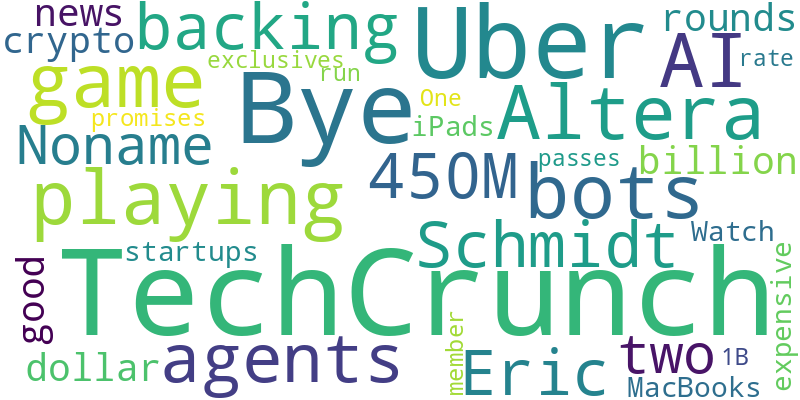 news
backing
Uber
rounds
crypto
exclusives
AI
rate
game
run
Bye
One
Altera
promises
iPads
Noname
450M
passes
billion
playing
bots
Schmidt
Watch
startups
TechCrunch
good
expensive
dollar
agents
member
Eric
two
1B
MacBooks